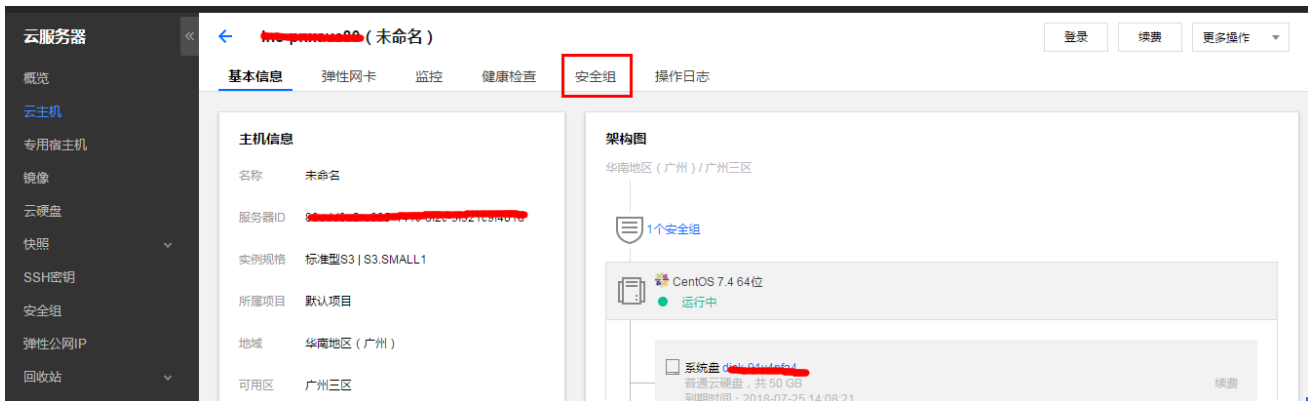 云服务器
概览
云主机
专用宿主机
镜像
云硬盘
快照
SSH密钥
安全组
弹性公网IP
回收站
(未命名)
登录
续费
更多操作
基本信息
弹性网卡
监控
健康检查
安全组
操作日志
主机信息
名称 未命名
服务器ID
实例规格 标准型S3 | S3.SMALL1
所属项目 默认项目
地域 华南地区(广州)
可用区 广州三区
架构图
华南地区(广州)/ 广州三区
1个安全组
CentOS 7.4 64位
运行中
系统盘
普通云硬盘,共 50 GB
续费
到期时间:2018-07-25 14:08:21